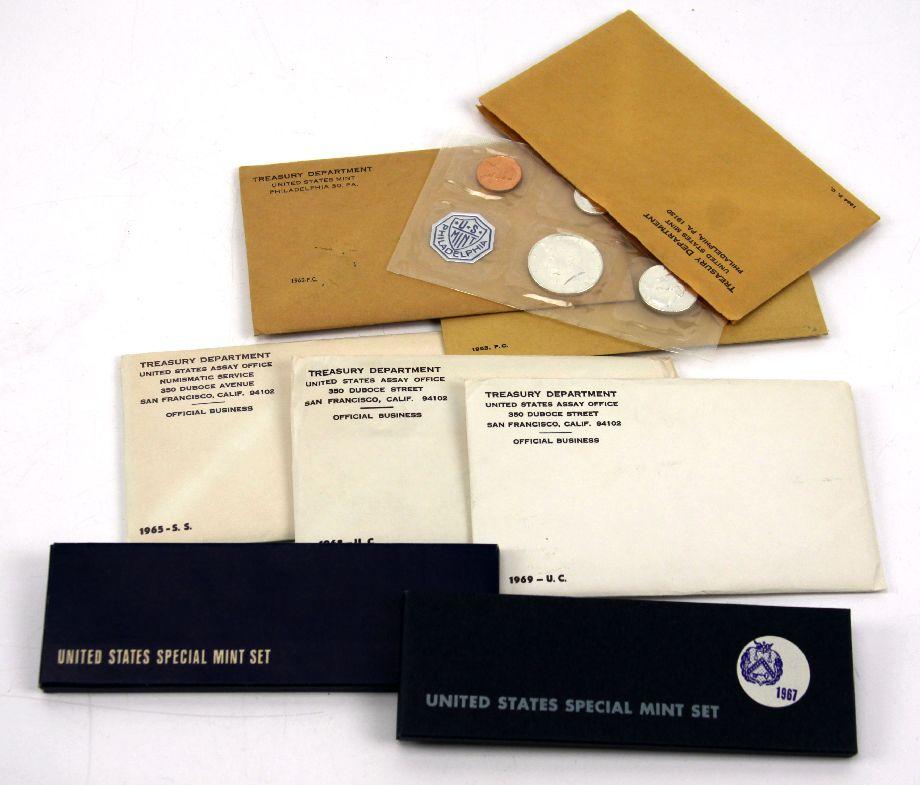 TREASURY DEPARTMENT
UNITED STATES MINT
PHILADELPHIA 30, PA.
1962-P.C.
U·S·
MINT
PHILADELPHIA
TREASURY DEPARTMENT
UNITED STATES MINT
PHILADELPHIA, PA 19130
1964 P. C.
1963, P.C.
TREASURY DEPARTMENT
UNITED STATES ASSAY OFFICE
NUMISMATIC SERVICE
350 DUBOCE AVENUE
SAN FRANCISCO, CALIF. 94102
OFFICIAL BUSINESS
1965 – S. S.
TREASURY DEPARTMENT
UNITED STATES ASSAY OFFICE
350 DUBOCE STREET
SAN FRANCISCO, CALIF. 94102
OFFICIAL BUSINESS
1968 – U. C.
TREASURY DEPARTMENT
UNITED STATES ASSAY OFFICE
350 DUBOCE STREET
SAN FRANCISCO, CALIF. 94102
OFFICIAL BUSINESS
1969 – U. C.
UNITED STATES SPECIAL MINT SET
UNITED STATES SPECIAL MINT SET
1967